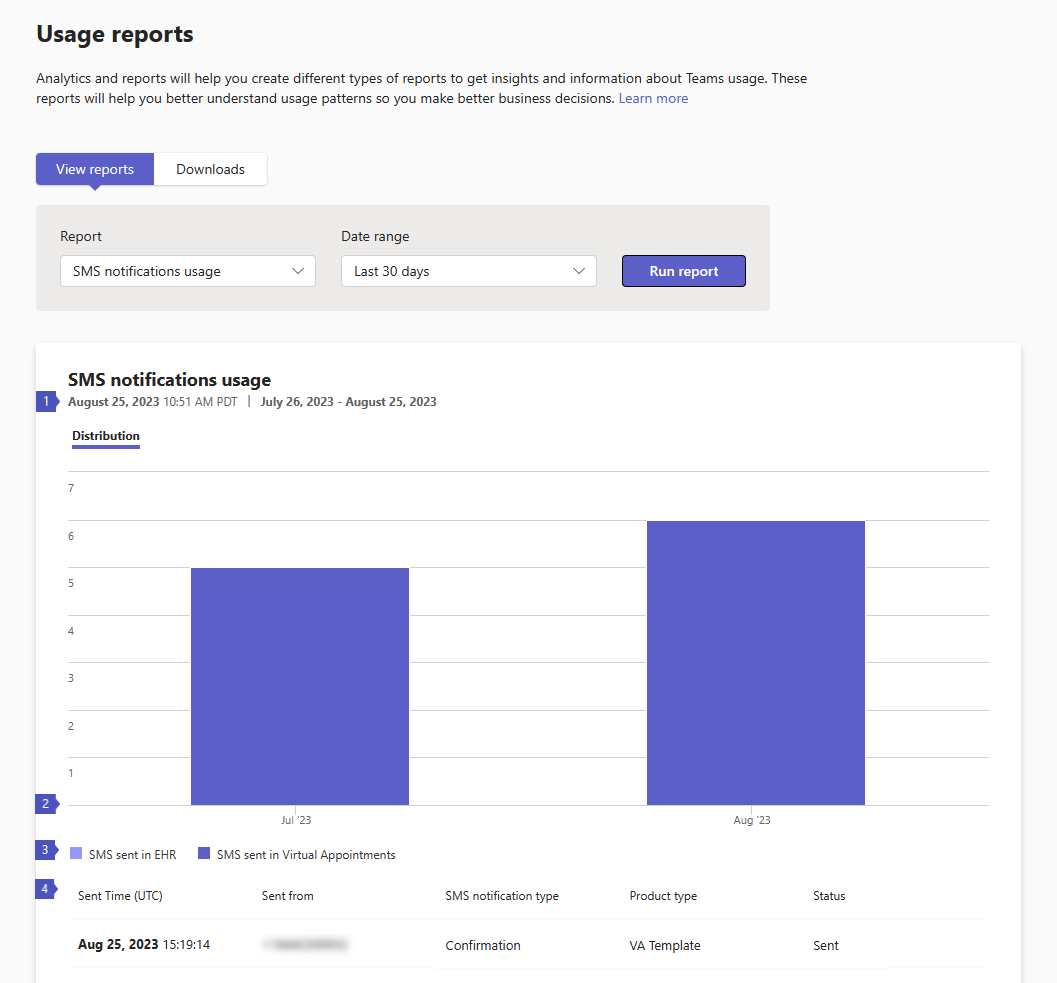 Usage reports
Analytics and reports will help you create different types of reports to get insights and information about Teams usage. These
reports will help you better understand usage patterns so you make better business decisions. Learn more
View reports Downloads
Report Date range
SMS notifications usage Last 30 days Run report
SMS notifications usage
1 August 25, 2023 10:51 AM PDT | July 26, 2023 - August 25, 2023
Distribution
7
6
5
4
3
2
1
2
Jul '23 Aug '23
3 SMS sent in EHR SMS sent in Virtual Appointments
4 Sent Time (UTC) Sent from SMS notification type Product type Status
Aug 25, 2023 15:19:14 Confirmation VA Template Sent